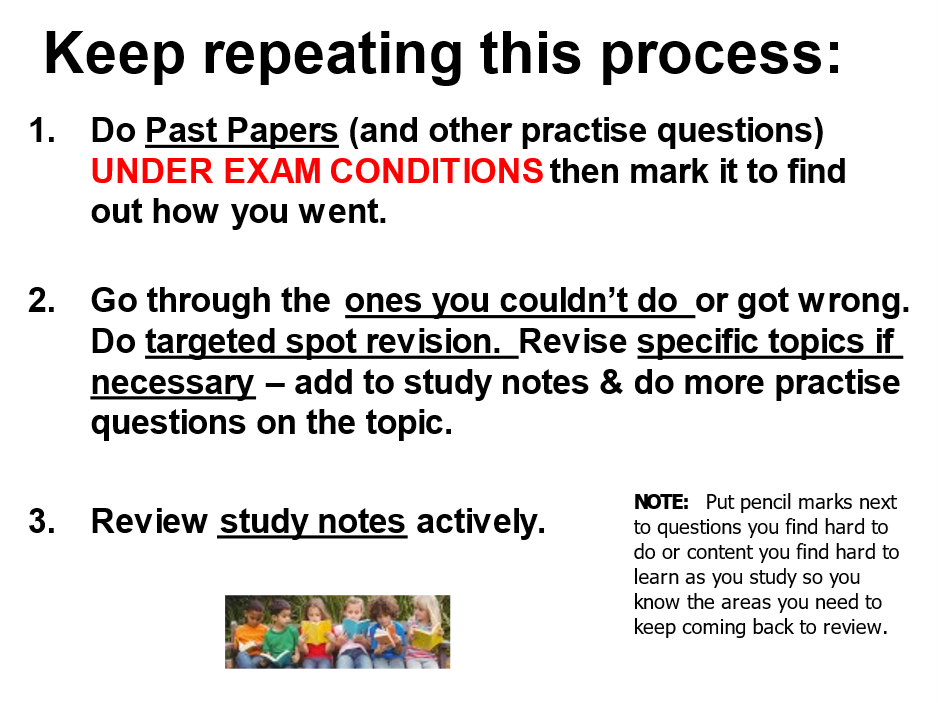 Keep repeating this process:
1. Do Past Papers (and other practise questions)
UNDER EXAM CONDITIONS then mark it to find
out how you went.
2. Go through the ones you couldn’t do or got wrong.
Do targeted spot revision. Revise specific topics if
necessary – add to study notes & do more practise
questions on the topic.
3. Review study notes actively.
NOTE: Put pencil marks next
to questions you find hard to
do or content you find hard to
learn as you study so you
know the areas you need to
keep coming back to review.